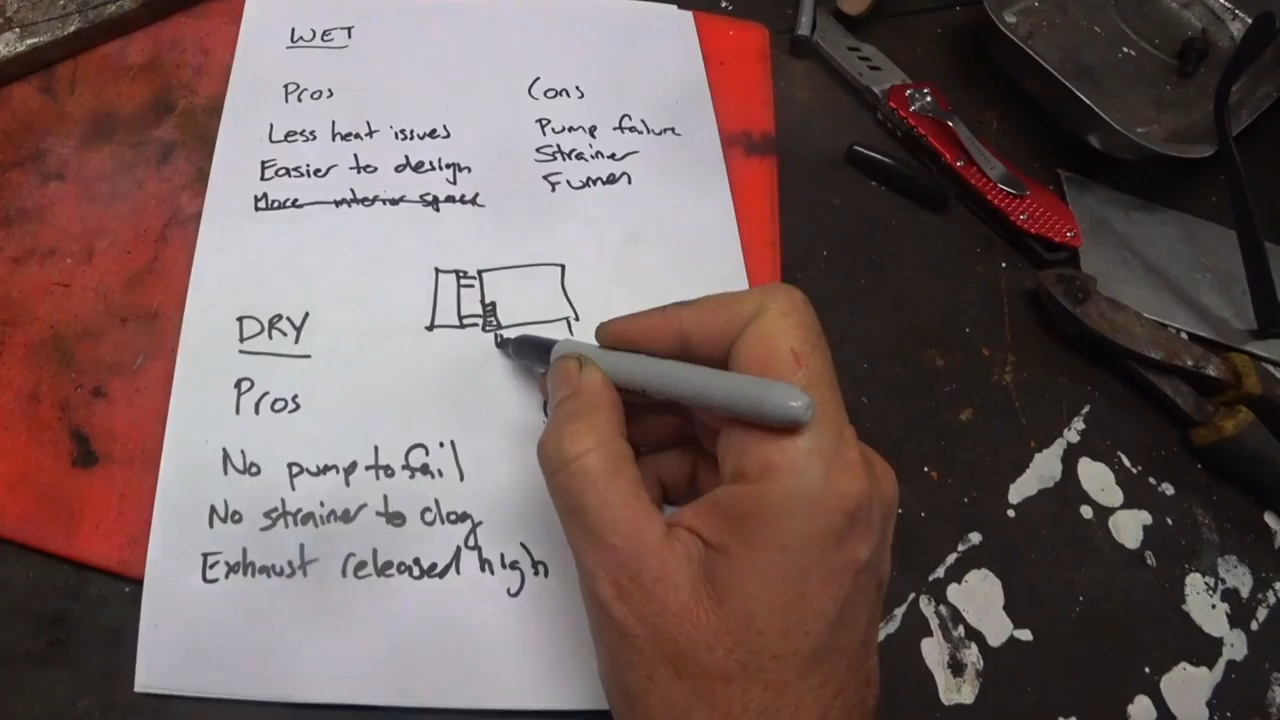 WET
Pros Cons
Less heat issues Pump failure
Easier to design Strainer
More interior space Fumes
DRY
Pros
No pump to fail
No strainer to clog
Exhaust released high